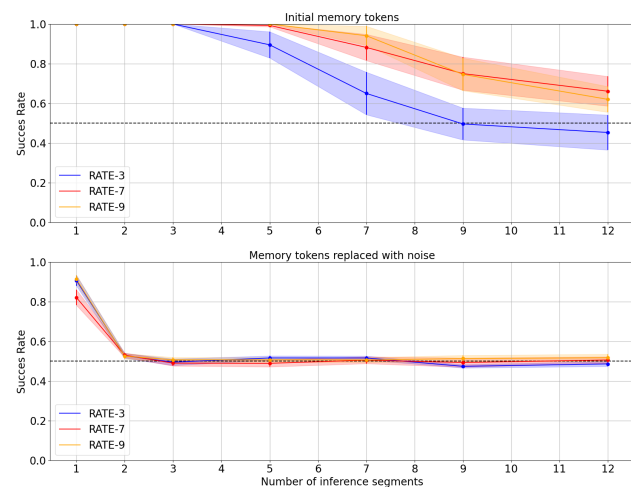 Initial memory tokens
Succes Rate
1.0
0.8
0.6
0.4
0.2
0.0
RATE-3
RATE-7
RATE-9
1 2 3 4 5 6 7 8 9 10 11 12
Memory tokens replaced with noise
Succes Rate
1.0
0.8
0.6
0.4
0.2
0.0
RATE-3
RATE-7
RATE-9
1 2 3 4 5 6 7 8 9 10 11 12
Number of inference segments